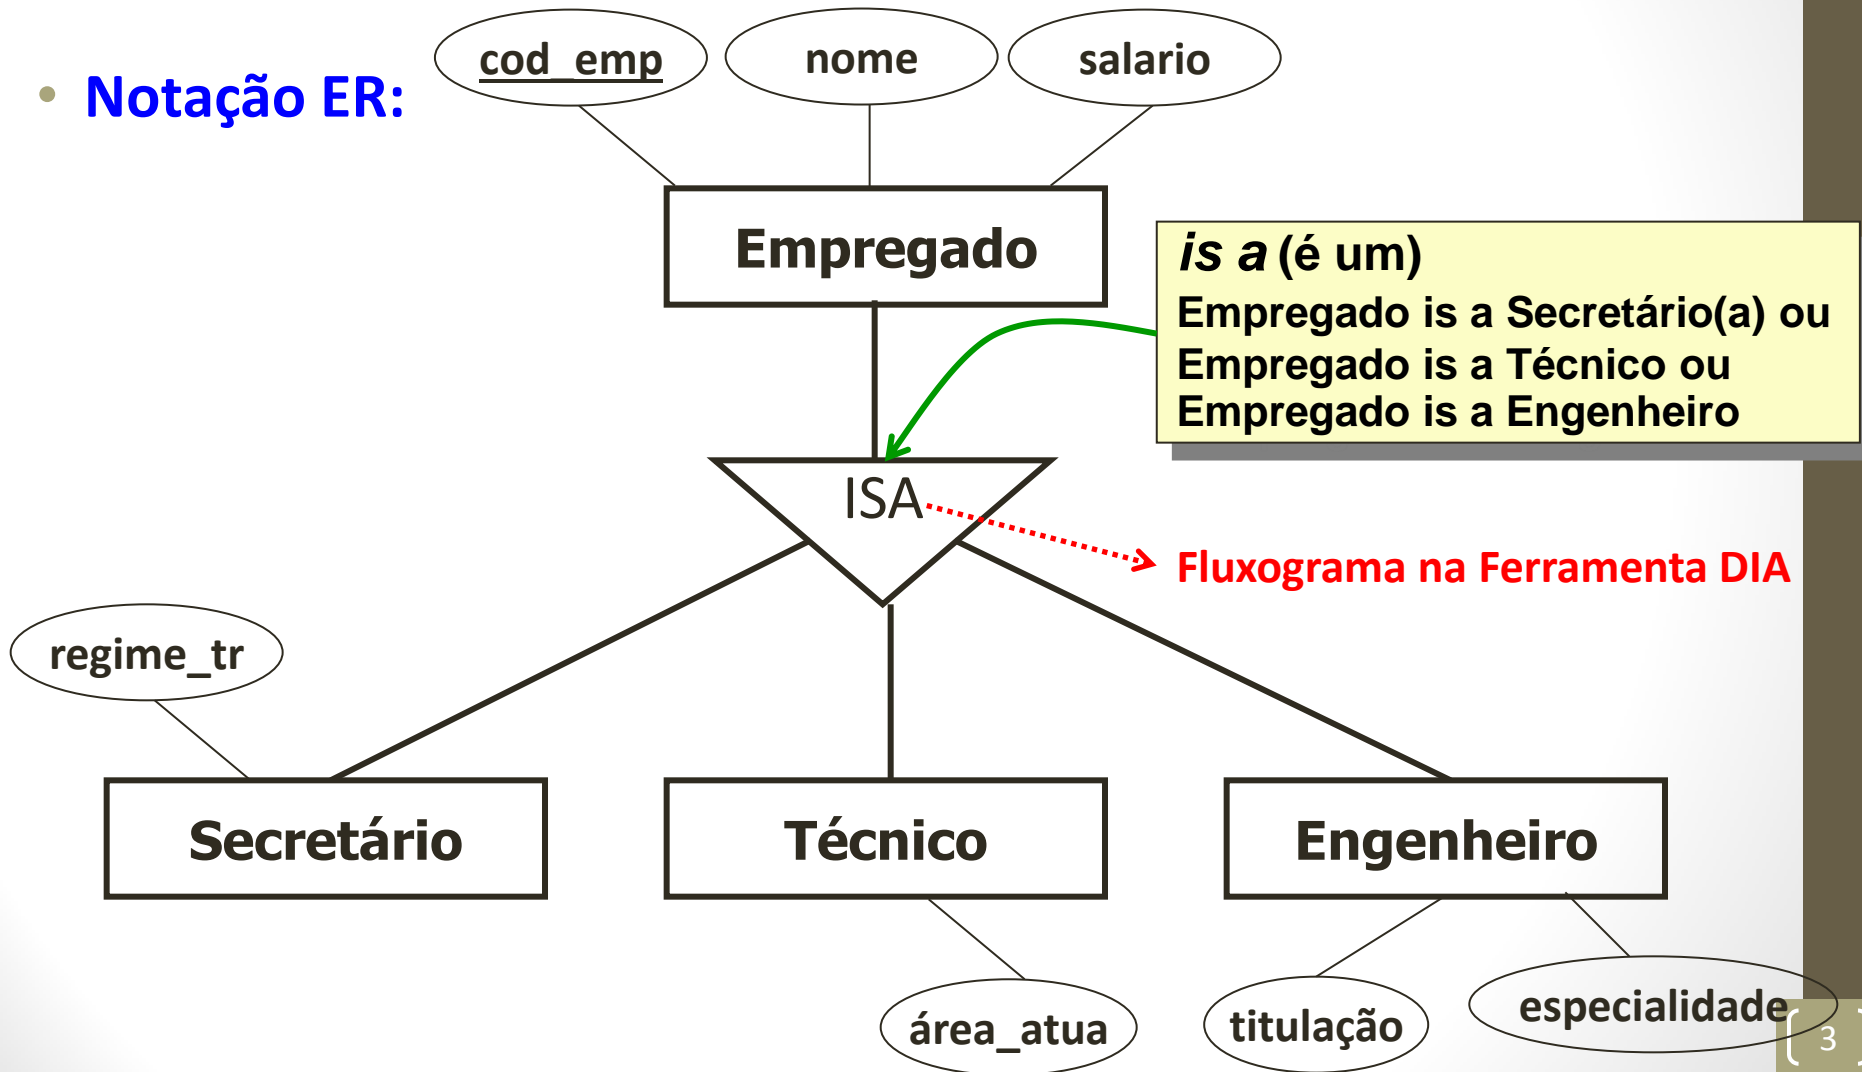 • Notação ER:
cod_emp
nome
salario
Empregado
is a (é um)
Empregado is a Secretário(a) ou
Empregado is a Técnico ou
Empregado is a Engenheiro
ISA
Fluxograma na Ferramenta DIA
regime_tr
Secretário
Técnico
Engenheiro
área_atua
titulação
especialidade
3